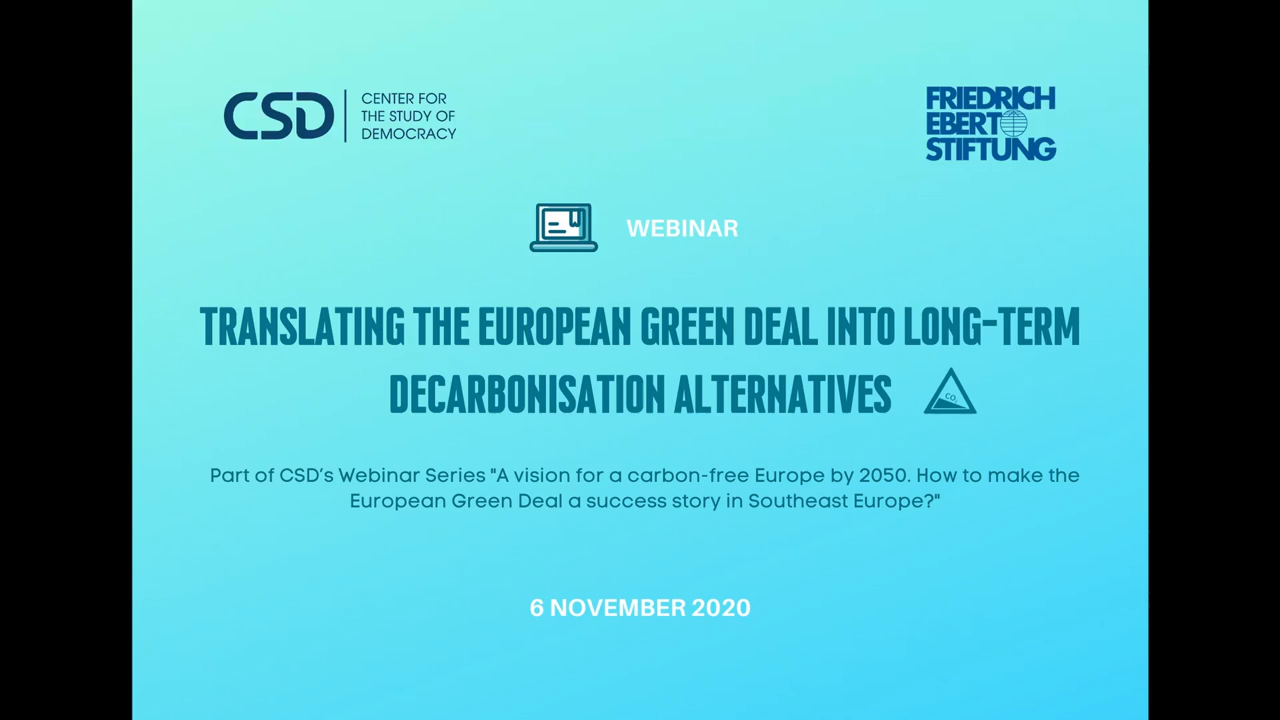 CSD
CENTER FOR
THE STUDY OF
DEMOCRACY
FRIEDRICH
EBERT
STIFTUNG
WEBINAR
TRANSLATING THE EUROPEAN GREEN DEAL INTO LONG-TERM
DECARBONISATION ALTERNATIVES
CO₂
Part of CSD's Webinar Series "A vision for a carbon-free Europe by 2050. How to make the
European Green Deal a success story in Southeast Europe?"
6 NOVEMBER 2020